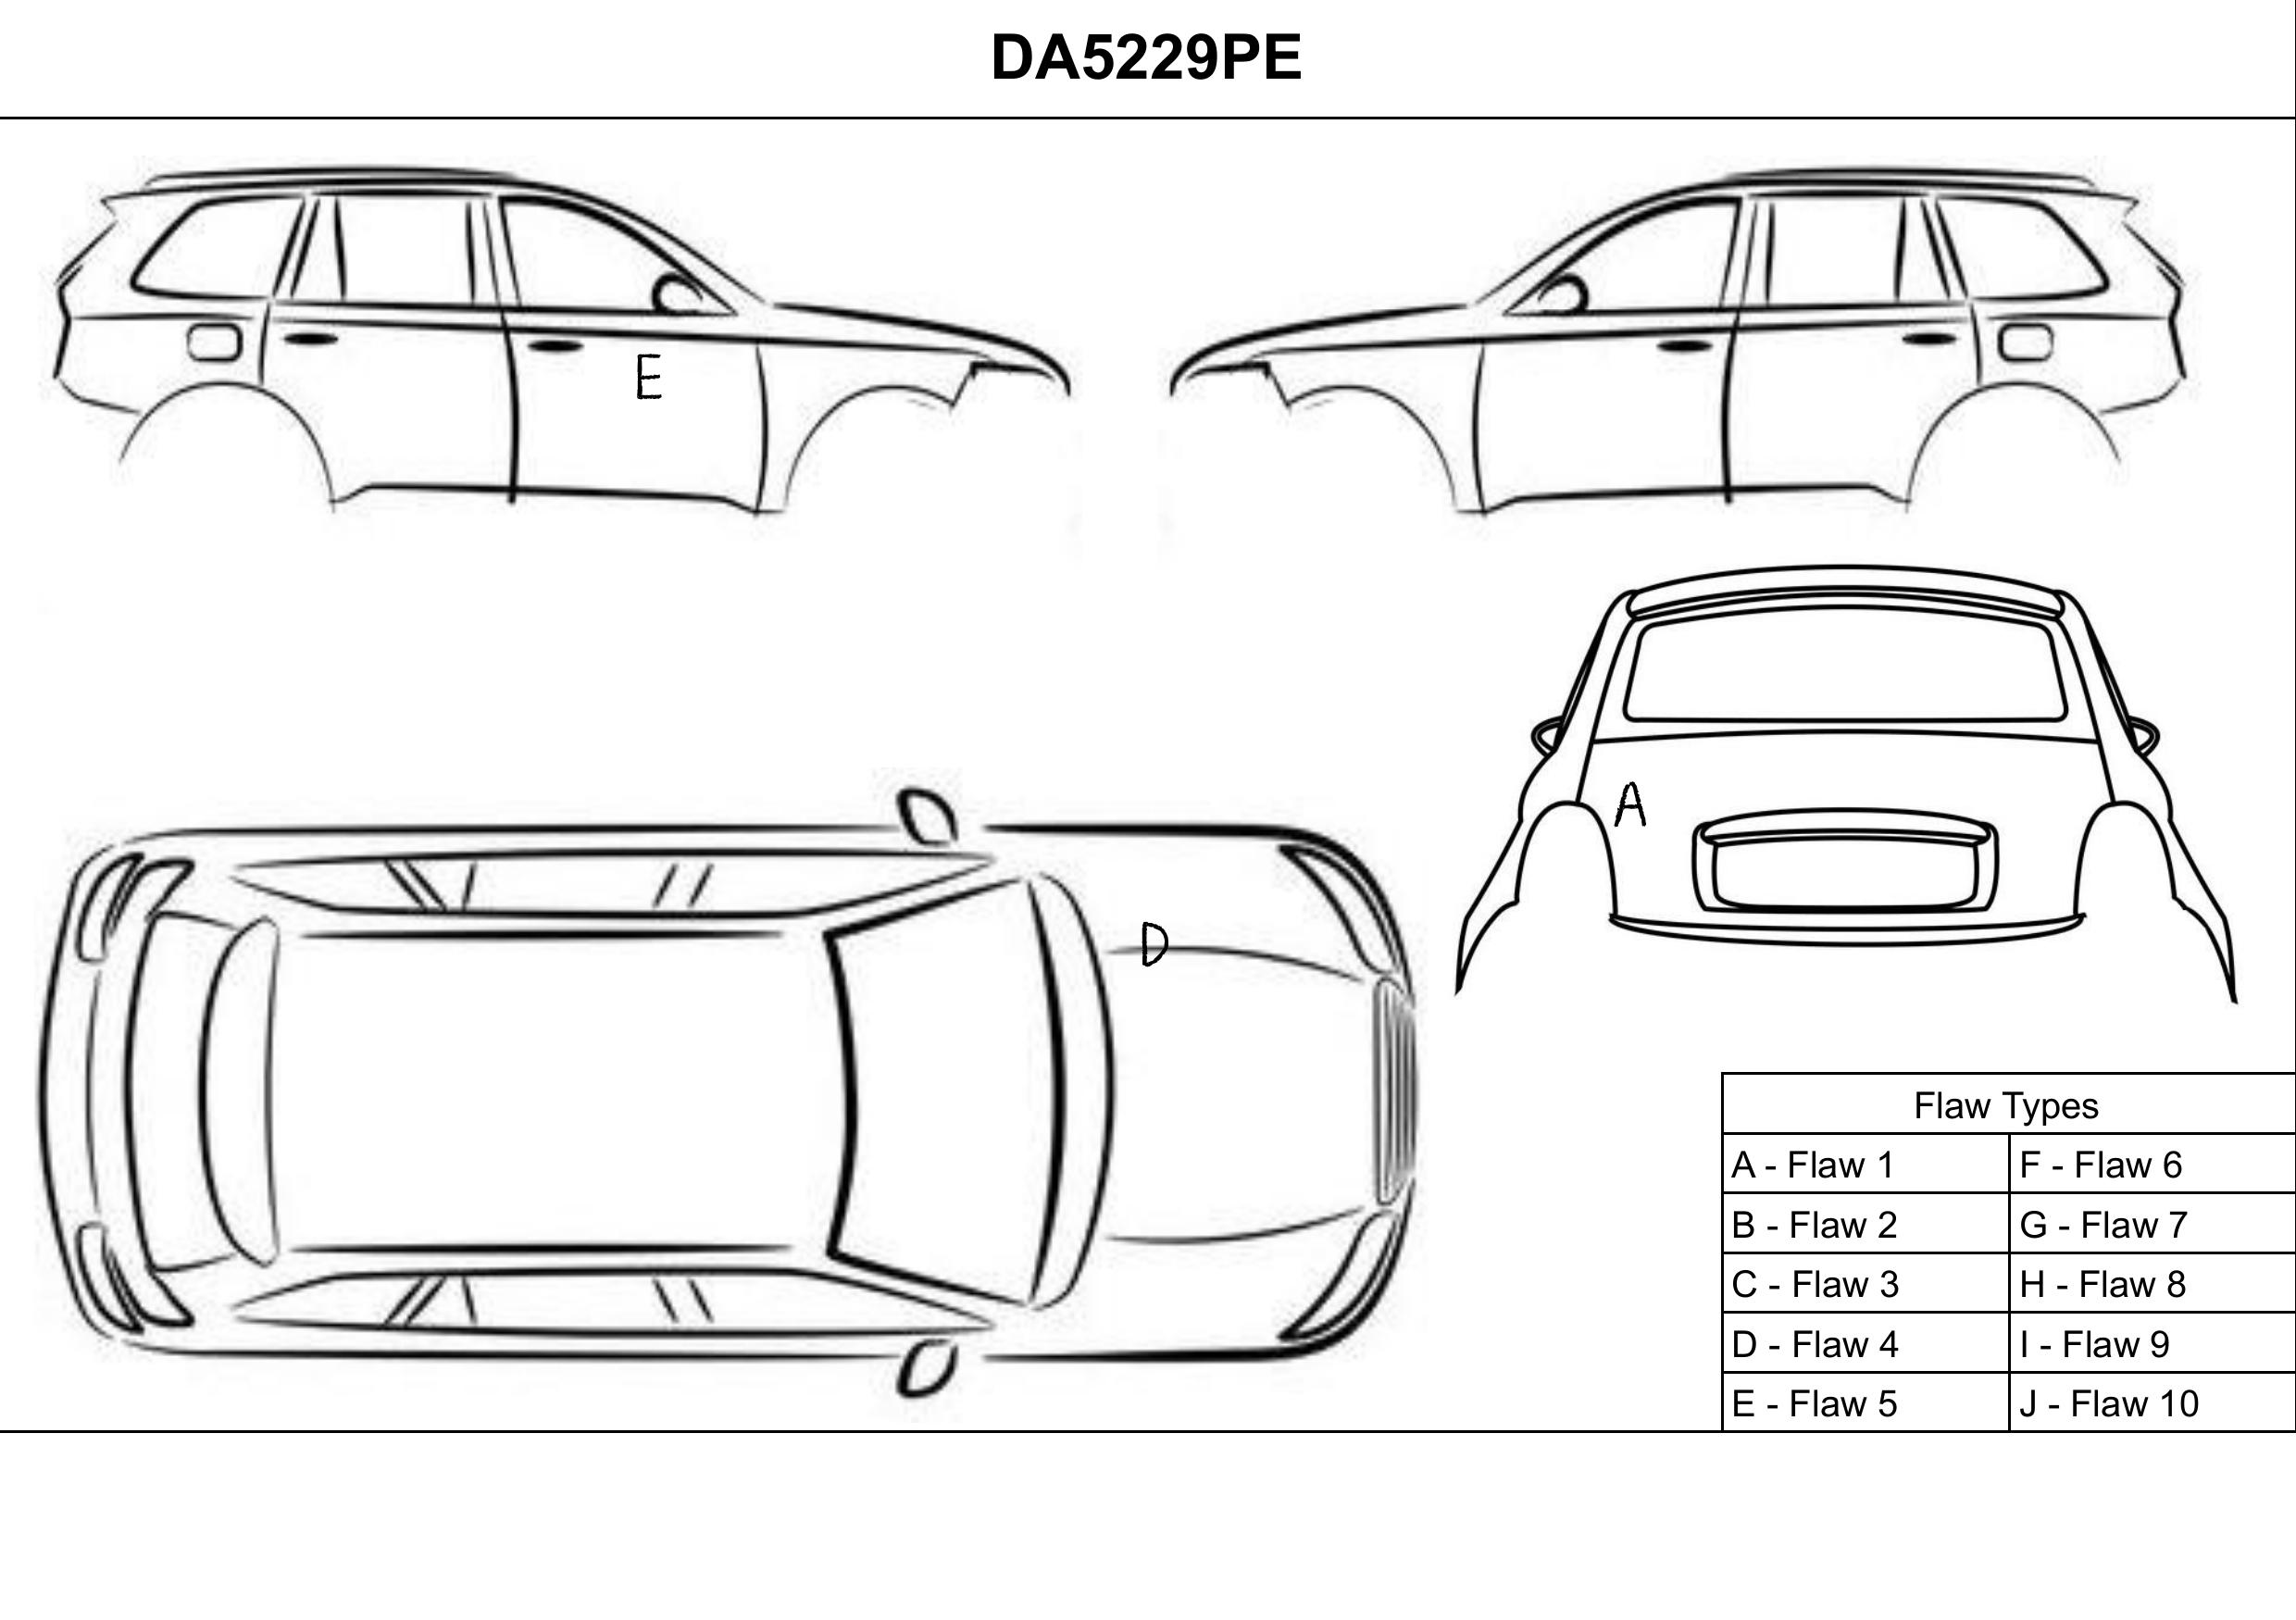 DA5229PE
E
A
D
Flaw Types
A - Flaw 1
F - Flaw 6
B - Flaw 2
G - Flaw 7
C - Flaw 3
H - Flaw 8
D - Flaw 4
I - Flaw 9
E - Flaw 5
J - Flaw 10